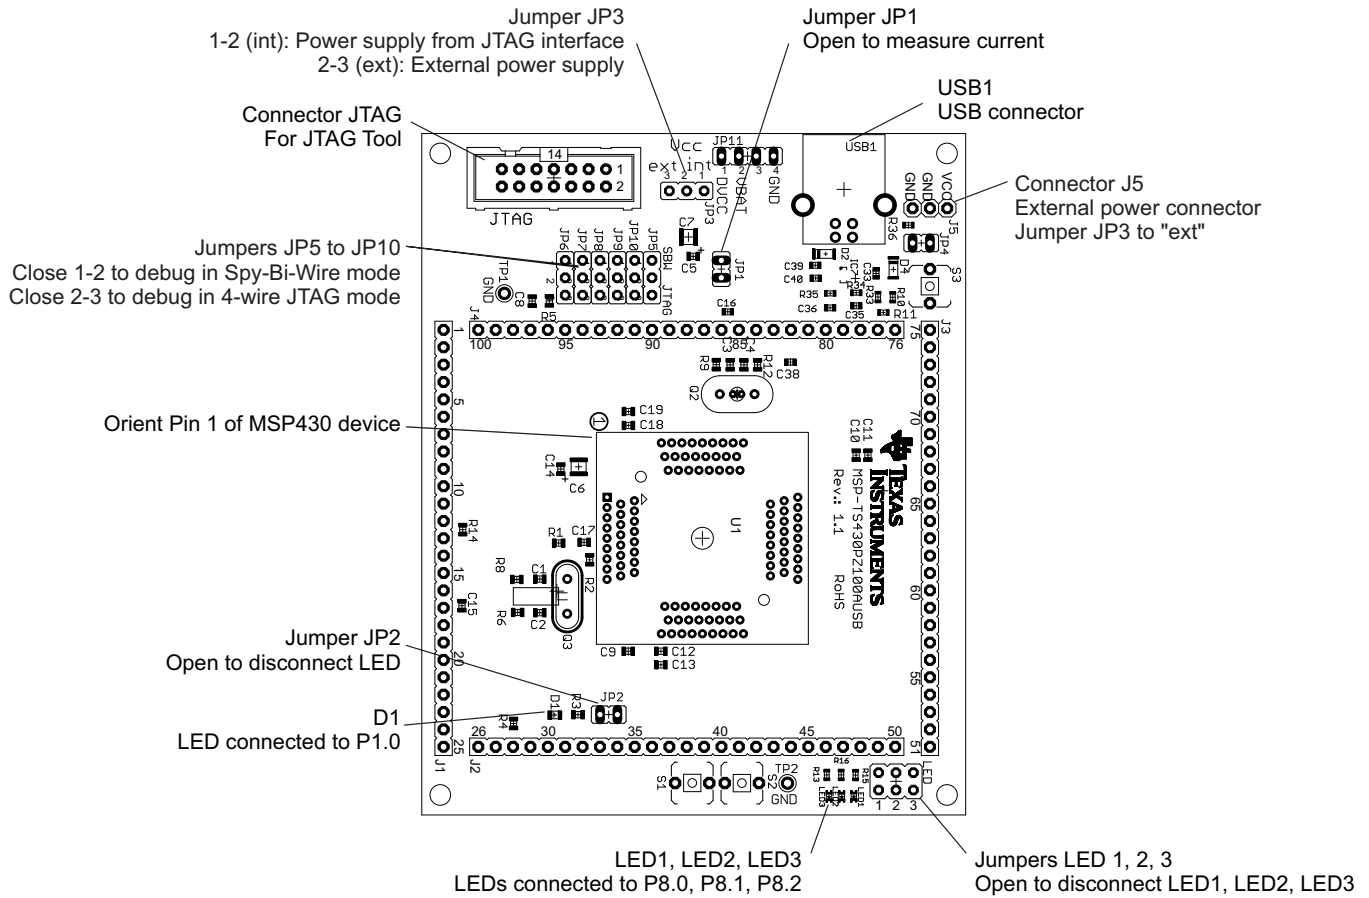 Jumper JP3
1-2 (int): Power supply from JTAG interface
2-3 (ext): External power supply
Jumper JP1
Open to measure current
USB1
USB connector
Connector JTAG
For JTAG Tool
Connector J5
External power connector
Jumper JP3 to "ext"
Jumpers JP5 to JP10
Close 1-2 to debug in Spy-Bi-Wire mode
Close 2-3 to debug in 4-wire JTAG mode
Orient Pin 1 of MSP430 device
Jumper JP2
Open to disconnect LED
D1
LED connected to P1.0
LED1, LED2, LED3
LEDs connected to P8.0, P8.1, P8.2
Jumpers LED 1, 2, 3
Open to disconnect LED1, LED2, LED3
14
1
2
JTAG
Vcc
ext int
3 2 1
JP3
JP11
1 2 3 4
DVCC
VBAT
GND
USB1
GND
GND
VCC
J5
JP4
R36
C7
C5
JP1
JP6
JP7
JP8
JP9
JP10
JP5
SBW
JTAG
TP1
GND
C8
R5
2
C16
C39
C40
R35
C36
D2
IC7
C33
D4
S3
R34
R33
R10
C35
R11
J4
100 95 90 85 80 76
J3
75
70
65
60
55
51
1
5
10
15
20
25
J1
R9
C3
C4
R12
C38
Q2
C19
C18
1
C14
C6
C10
C11
TEXAS
INSTRUMENTS
MSP-TS430PZ100AUSB
Rev.: 1.1 RoHS
U1
R14
C15
R1
C17
R2
R8
C1
R6
C2
Q3
C9
C12
C13
D1
R3
JP2
R4
26 30 35 40 45 50
J2
S1
S2
TP2
GND
R13
R16
R15
LED3
LED2
LED1
LED
1 2 3